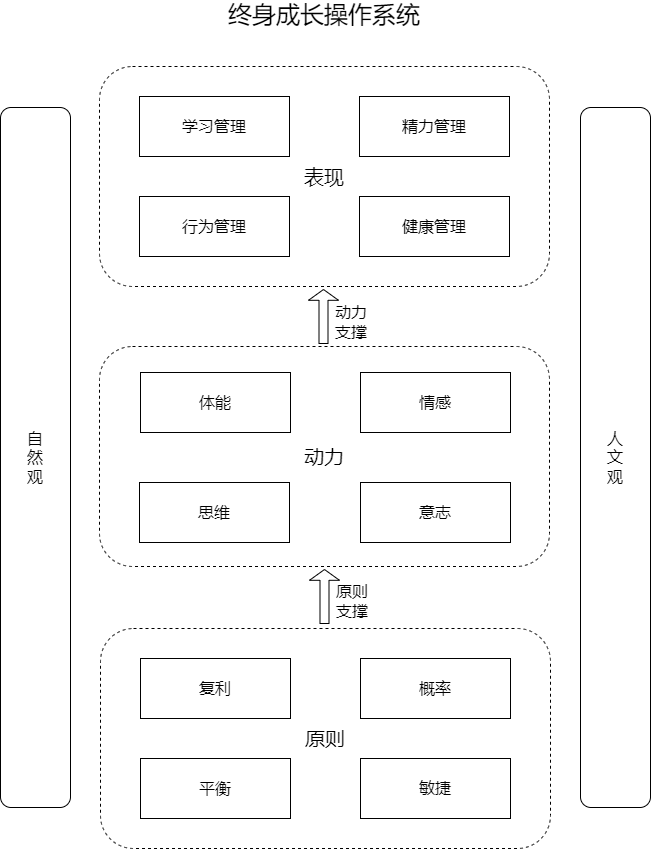 终身成长操作系统
学习管理
精力管理
表现
行为管理
健康管理
动力
支撑
体能
情感
动力
思维
意志
原则
支撑
复利
概率
原则
平衡
敏捷
自
然
观
人
文
观